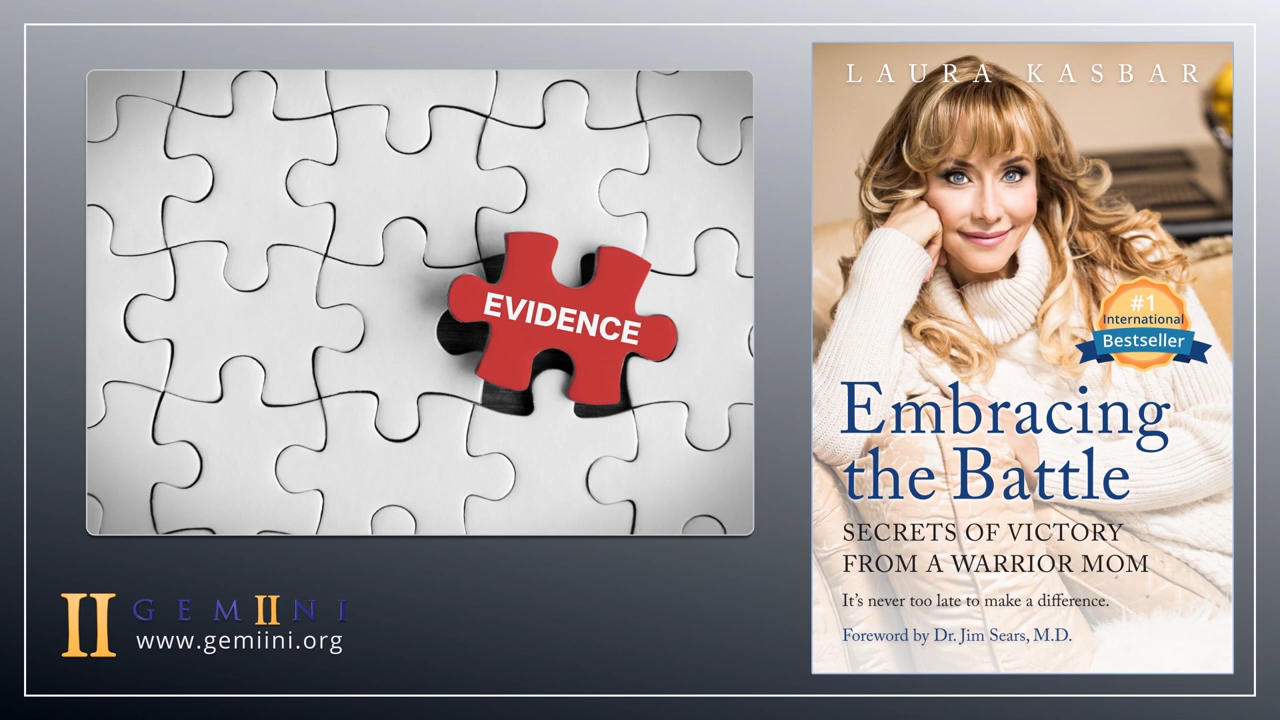 EVIDENCE
II GEMIINI
www.gemiini.org
LAURA KASBAR
#1
International
Bestseller
Embracing
the Battle
SECRETS OF VICTORY
FROM A WARRIOR MOM
It's never too late to make a difference.
Foreword by Dr. Jim Sears, M.D.